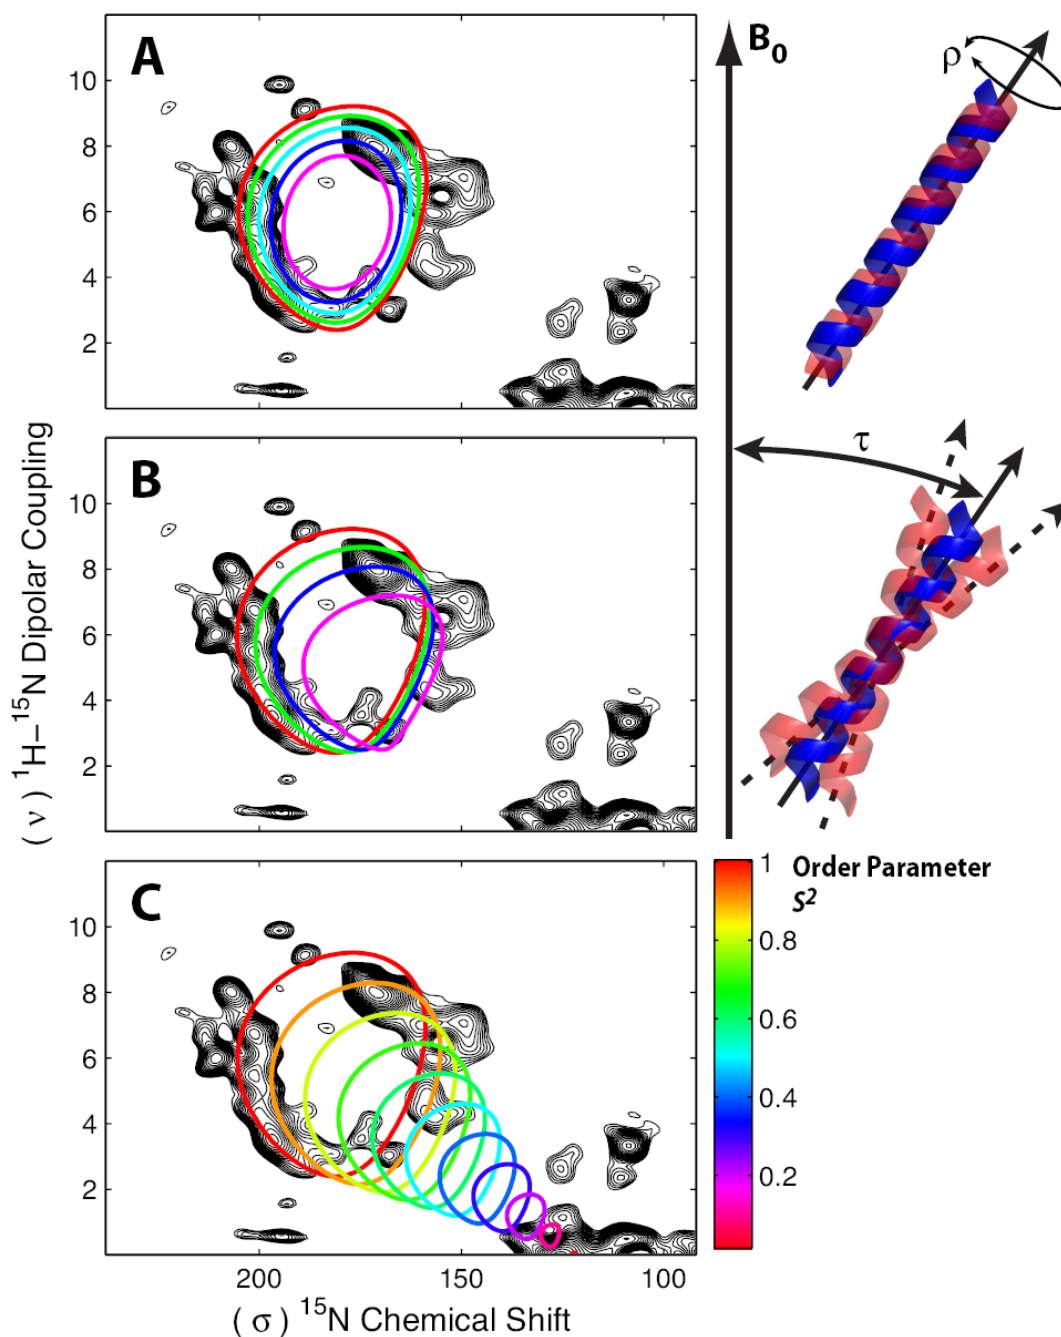 A
10
8
6
4
2
B
10
8
6
4
2
C
10
8
6
4
2
200
150
100
( ν ) ¹H–¹⁵N Dipolar Coupling
( σ ) ¹⁵N Chemical Shift
B₀
ρ
τ
Order Parameter
S²
1
0.8
0.6
0.4
0.2